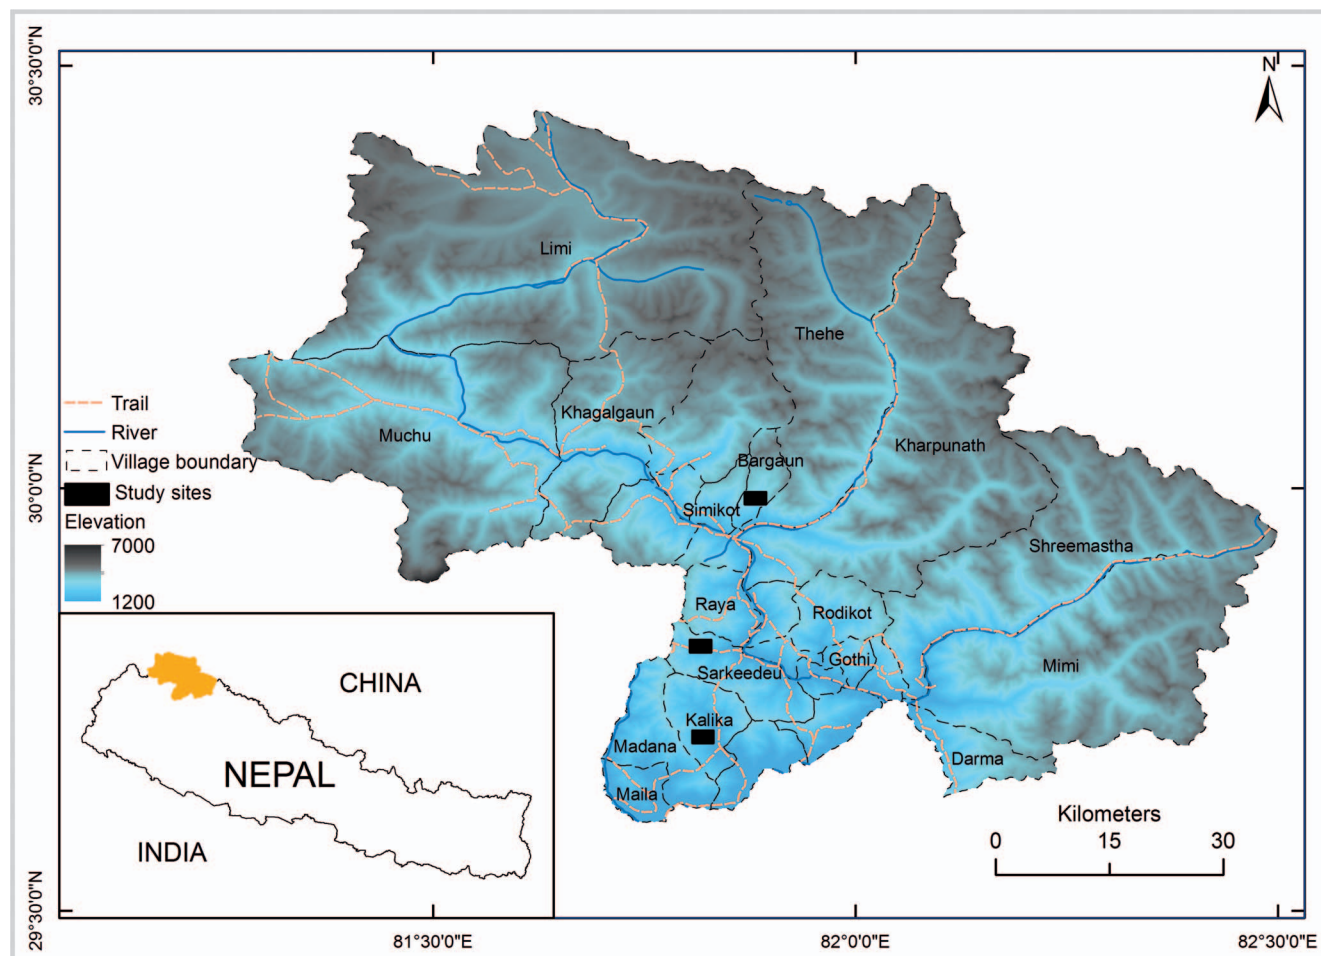 30°30'0"N
N
Limi
Thehe
Trail
Khagalgaun
River
Muchu
Kharpunath
Village boundary
Bargaun
30°0'0"N
Study sites
Simikot
Elevation
7000
Shreemastha
1200
Raya
Rodikot
Gothi
Mimi
Sarkeedeu
CHINA
Kalika
Madana
Darma
NEPAL
Maila
Kilometers
0 15 30
INDIA
29°30'0"N
81°30'0"E 82°0'0"E 82°30'0"E